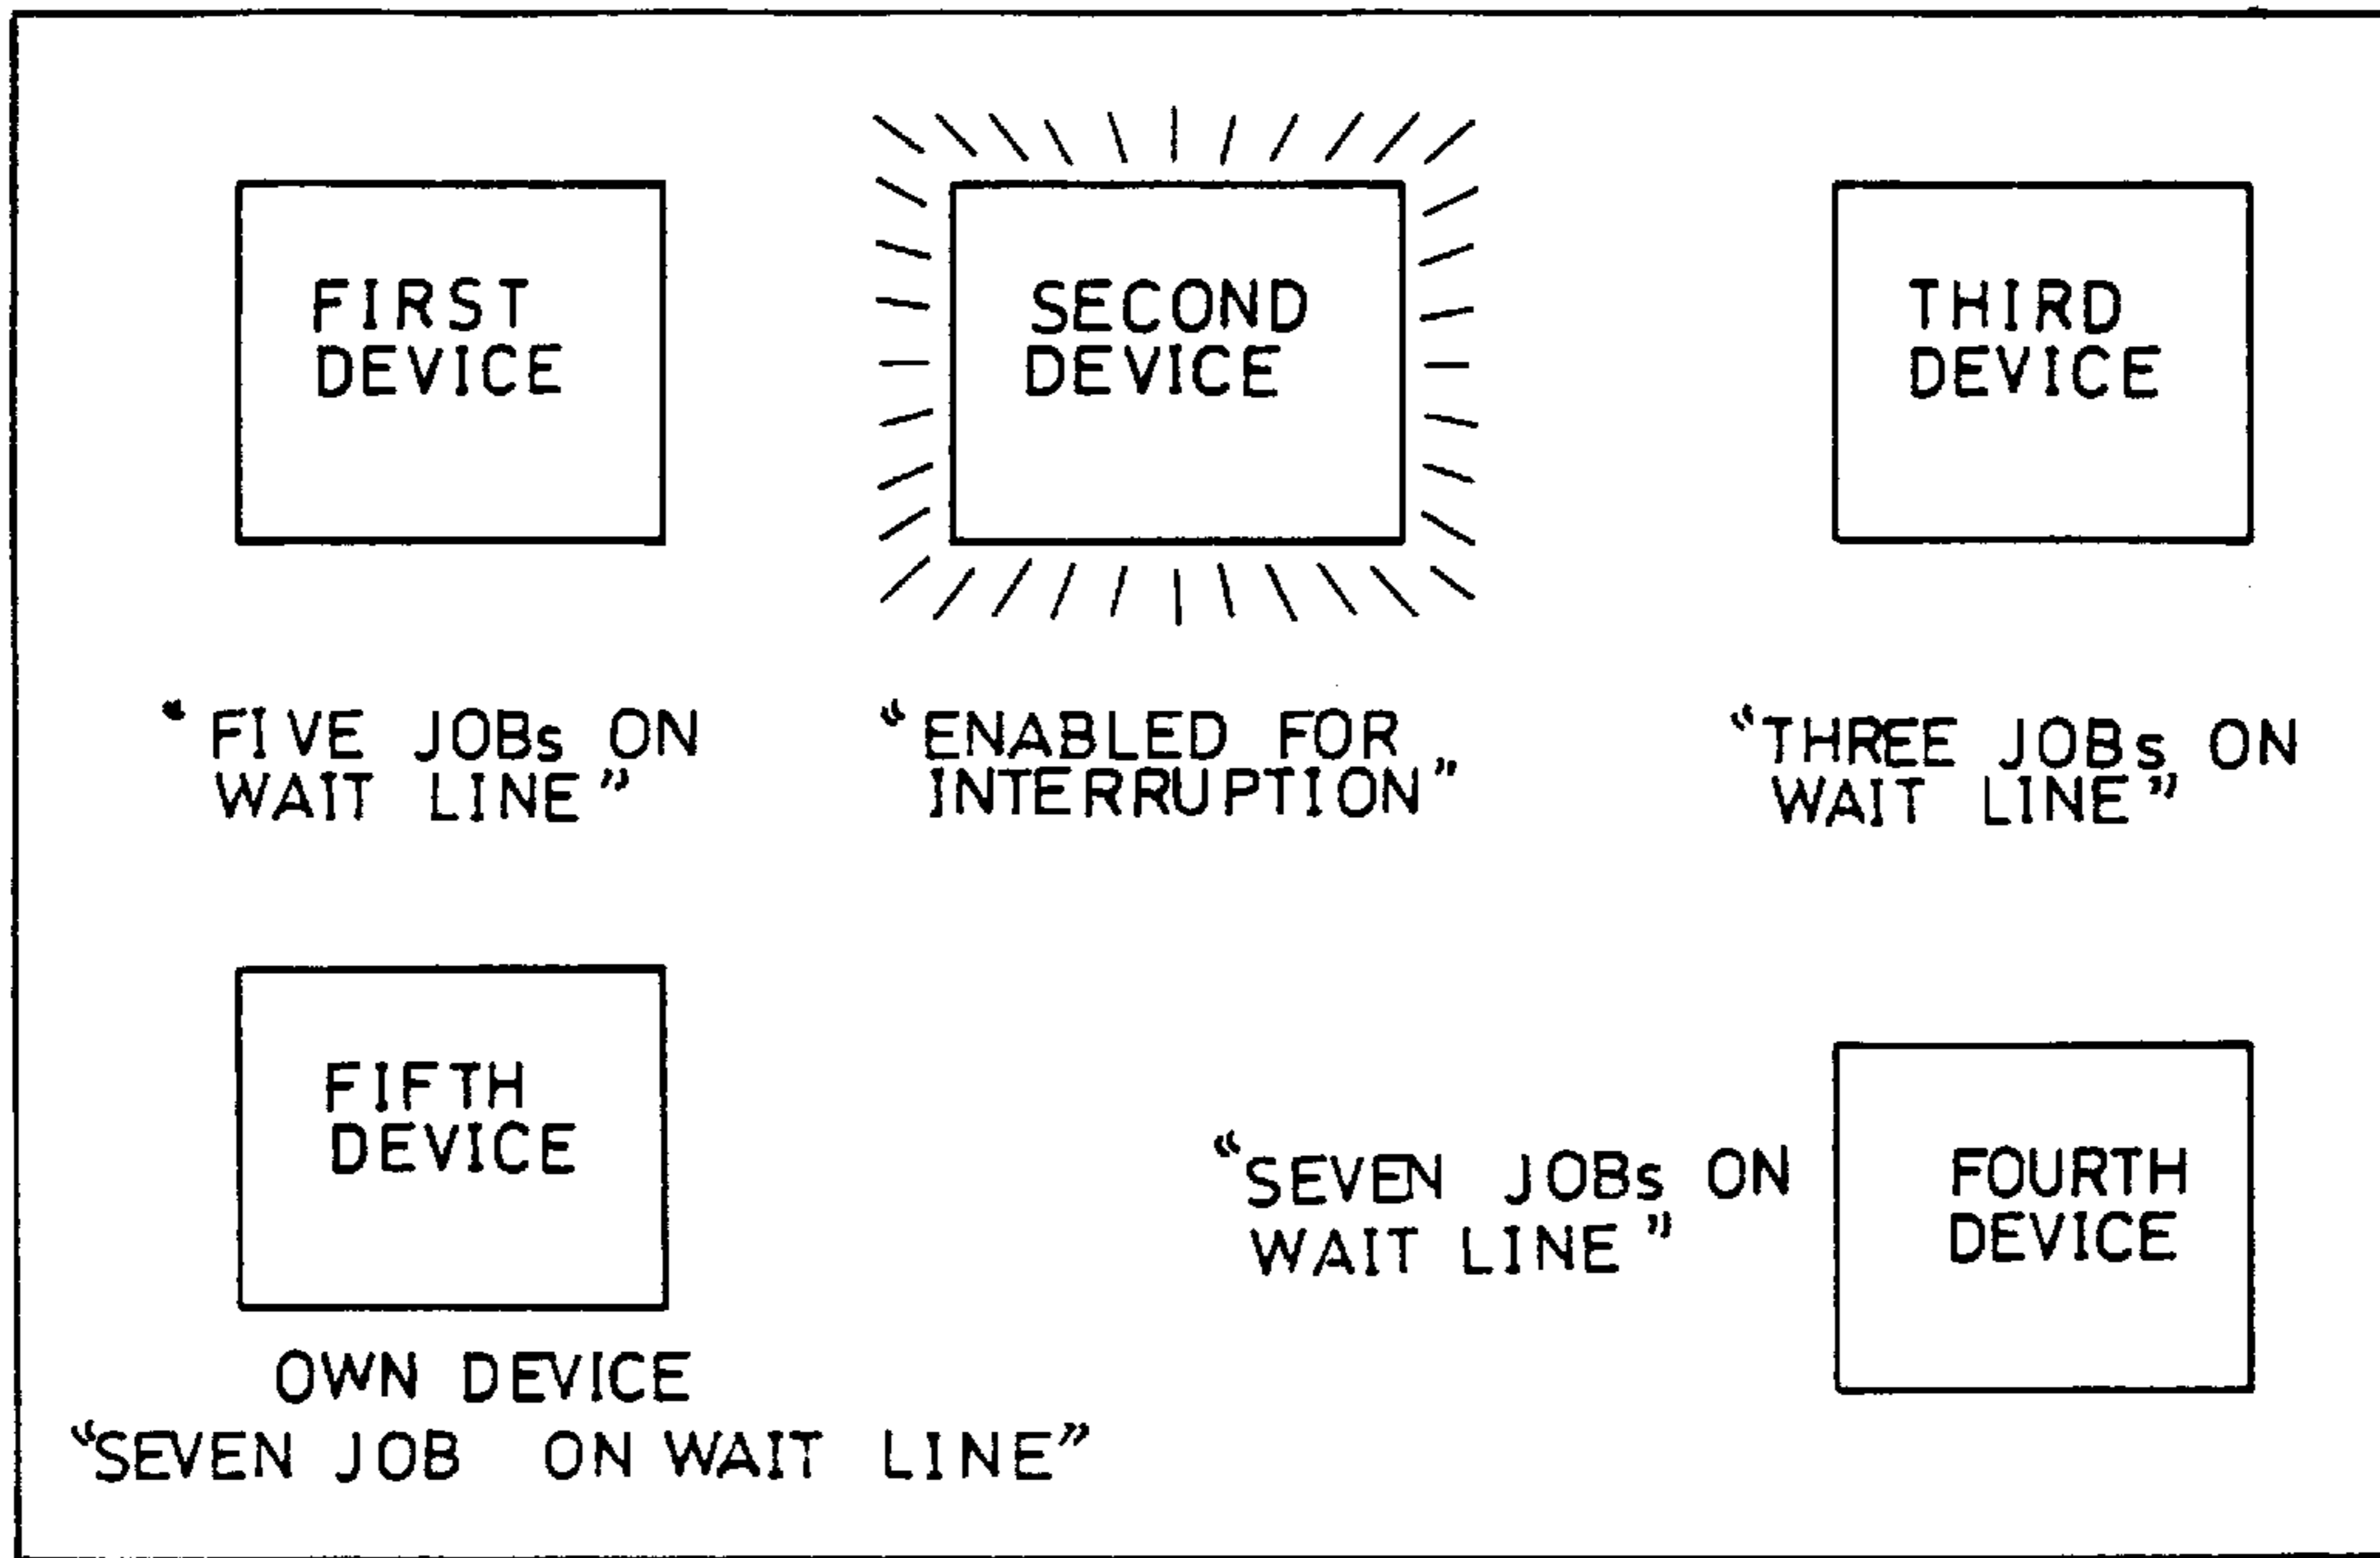 FIRST
DEVICE
SECOND
DEVICE
THIRD
DEVICE
“FIVE JOBs ON
WAIT LINE”
“ENABLED FOR
INTERRUPTION”
“THREE JOBs ON
WAIT LINE”
FIFTH
DEVICE
OWN DEVICE
“SEVEN JOB ON WAIT LINE”
“SEVEN JOBs ON
WAIT LINE”
FOURTH
DEVICE